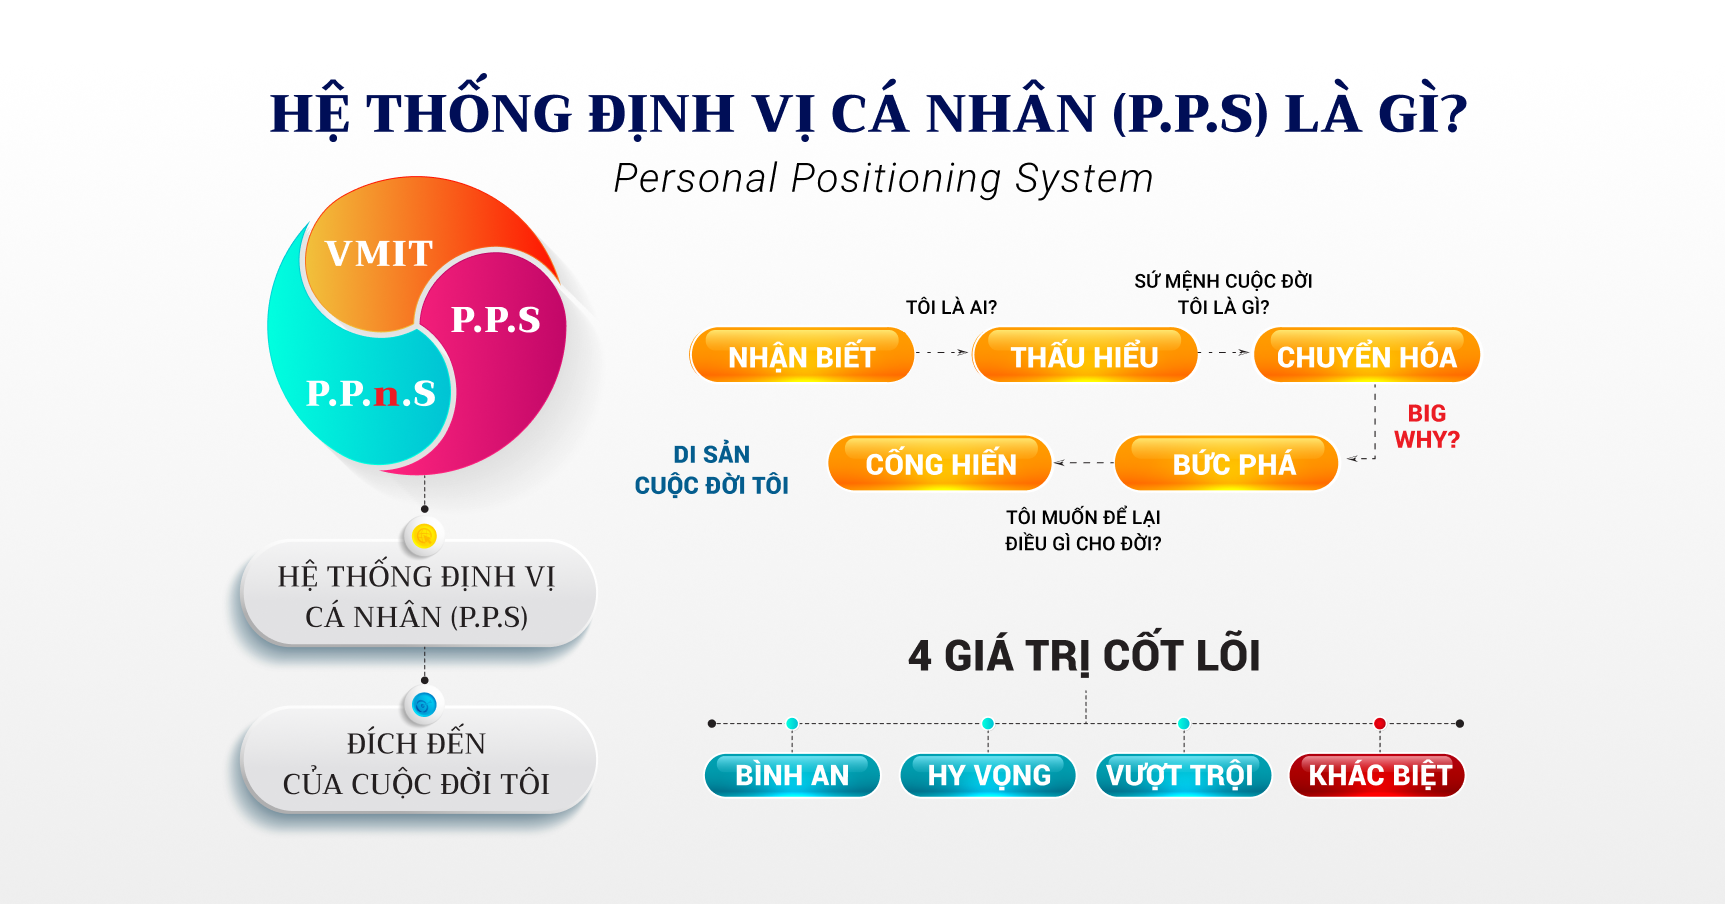 HỆ THỐNG ĐỊNH VỊ CÁ NHÂN (P.P.S) LÀ GÌ?
Personal Positioning System
VMIT
P.P.S
P.P.n.S
HỆ THỐNG ĐỊNH VỊ
CÁ NHÂN (P.P.S)
ĐÍCH ĐẾN
CỦA CUỘC ĐỜI TÔI
NHẬN BIẾT
TÔI LÀ AI?
THẤU HIỂU
SỨ MỆNH CUỘC ĐỜI
TÔI LÀ GÌ?
CHUYỂN HÓA
BIG
WHY?
BỨC PHÁ
TÔI MUỐN ĐỂ LẠI
ĐIỀU GÌ CHO ĐỜI?
CỐNG HIẾN
DI SẢN
CUỘC ĐỜI TÔI
4 GIÁ TRỊ CỐT LÕI
BÌNH AN
HY VỌNG
VƯỢT TRỘI
KHÁC BIỆT